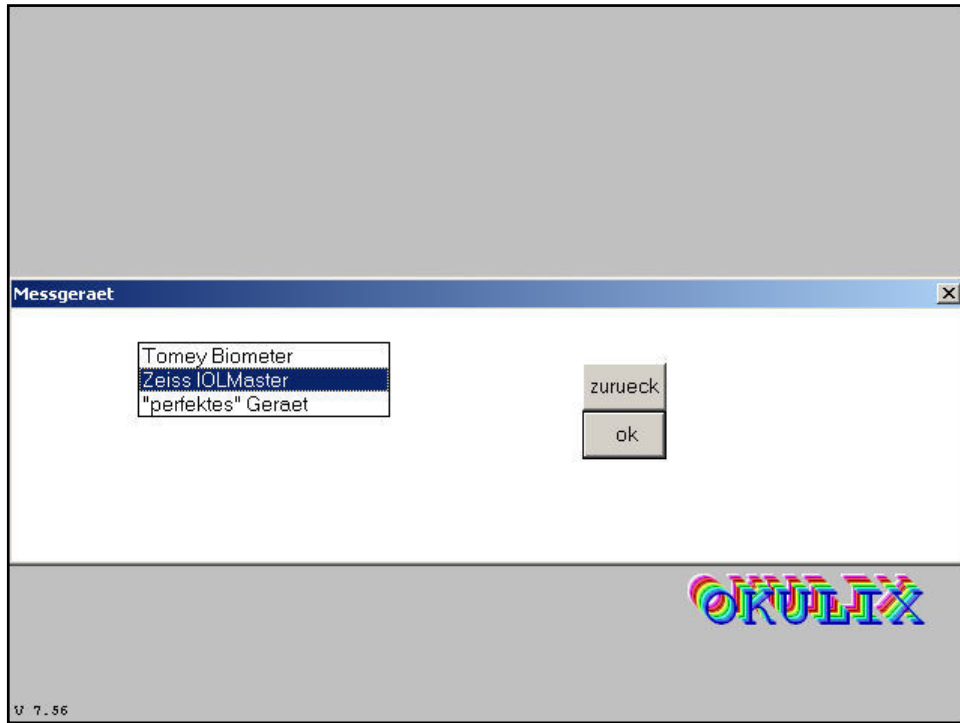 Messgeraet
Tomey Biometer
Zeiss IOLMaster
"perfektes" Geraet
zurueck
ok
OKULIX
V 7.56